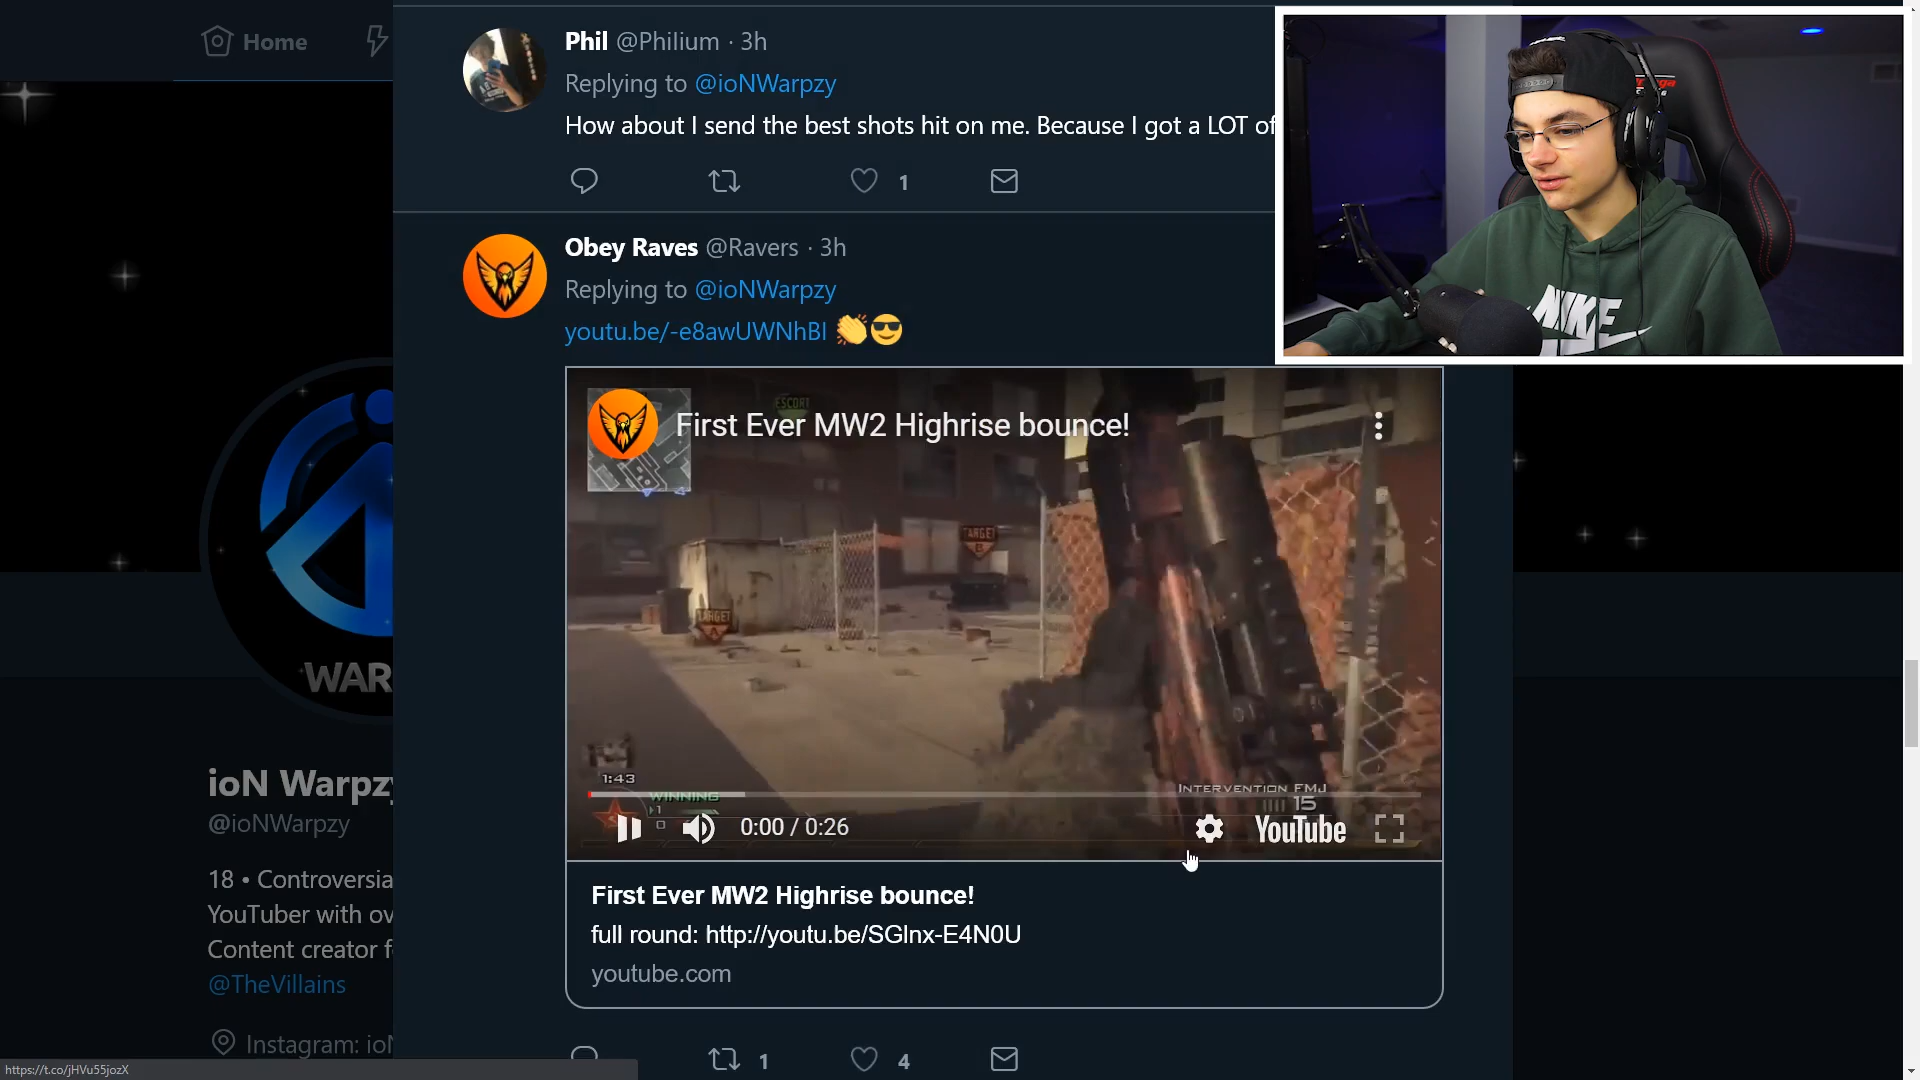 Home
Phil @Philium · 3h
Replying to @ioNWarpzy
How about I send the best shots hit on me. Because I got a LOT of
1
Obey Raves @Ravers · 3h
Replying to @ioNWarpzy
youtu.be/-e8awUWNhBI 👏😎
First Ever MW2 Highrise bounce!
ESCORT
TARGET
B
TARGET
A
1:43
WINNING
INTERVENTION FMJ
15
0:00 / 0:26
YouTube
First Ever MW2 Highrise bounce!
full round: http://youtu.be/SGlnx-E4N0U
youtube.com
1
4
NIKE
WAR
ioN Warpzy
@ioNWarpzy
18 • Controversia
YouTuber with ov
Content creator f
@TheVillains
Instagram: ioN
https://t.co/jHVu55jozX